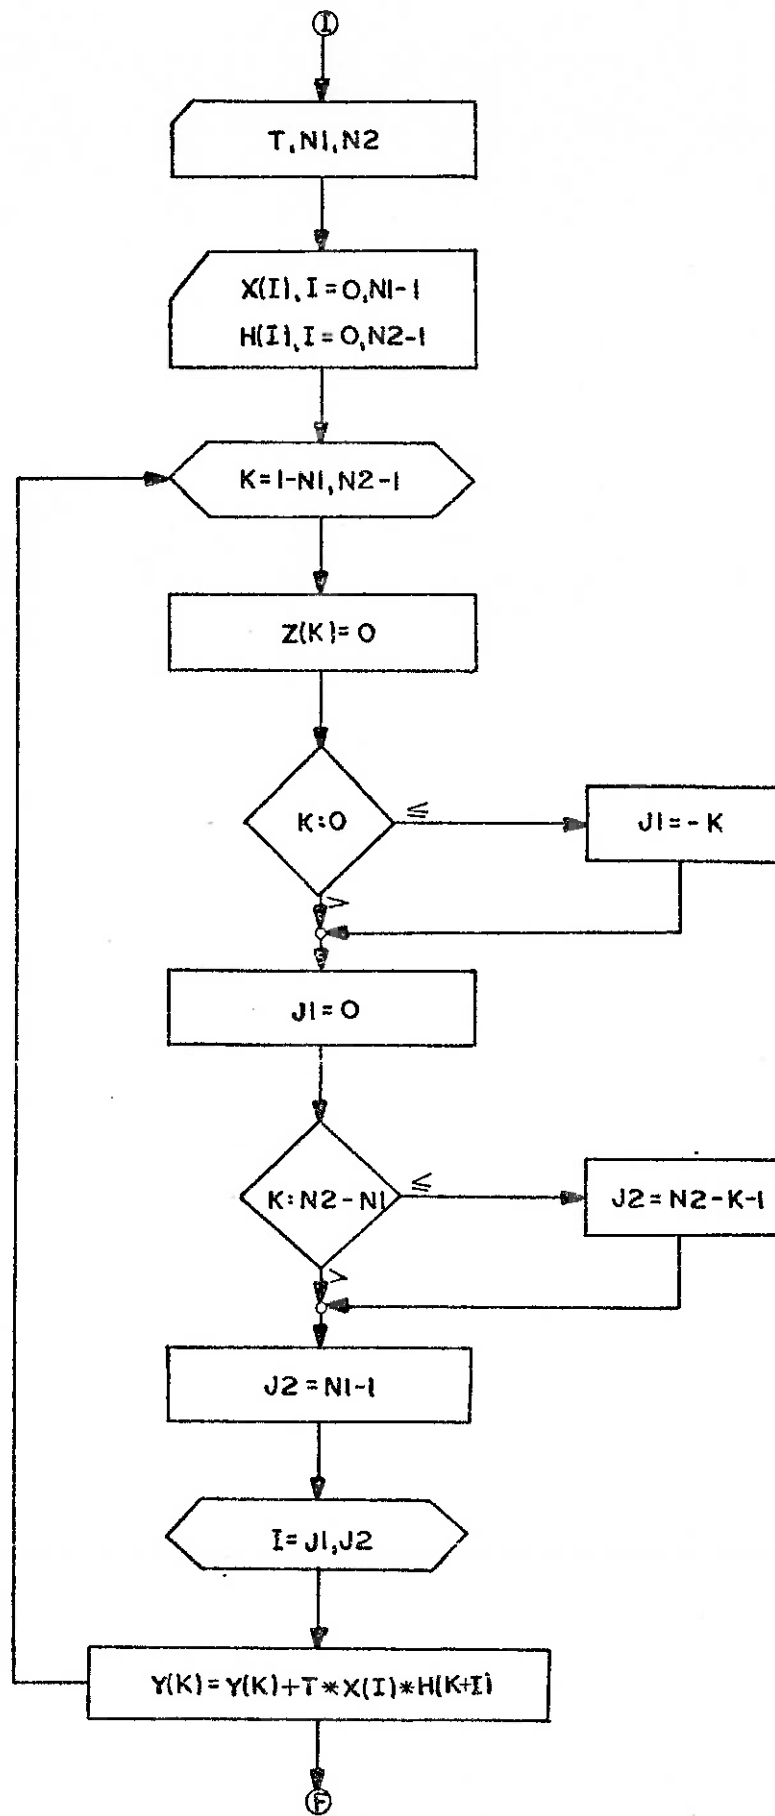 I
T,N1,N2
X(I),I=0,N1-1
H(I),I=0,N2-1
K=1-N1,N2-1
Z(K)=0
K:0
≤
J1=-K
>
J1=0
K:N2-N1
≤
J2=N2-K-1
>
J2=N1-1
I=J1,J2
Y(K)=Y(K)+T*X(I)*H(K+I)
F